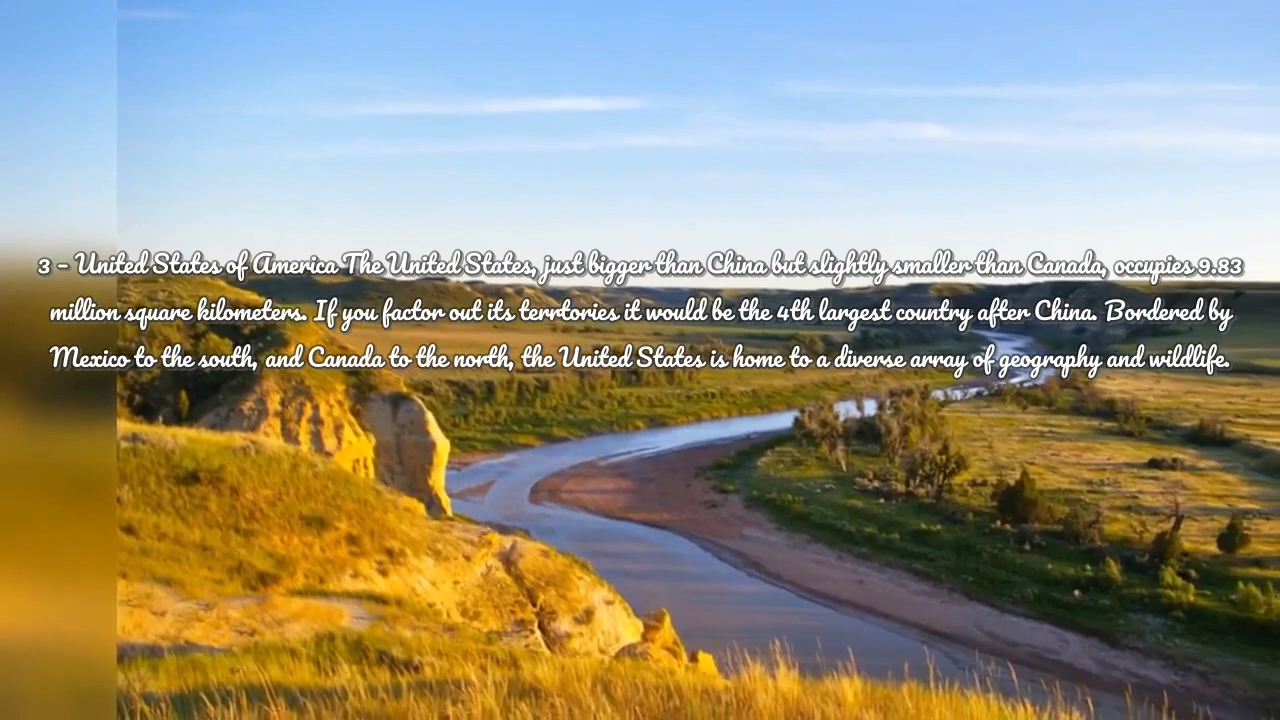 3 - United States of America The United States, just bigger than China but slightly smaller than Canada, occupies 9.83
million square kilometers. If you factor out its terrtories it would be the 4th largest country after China. Bordered by
Mexico to the south, and Canada to the north, the United States is home to a diverse array of geography and wildlife.